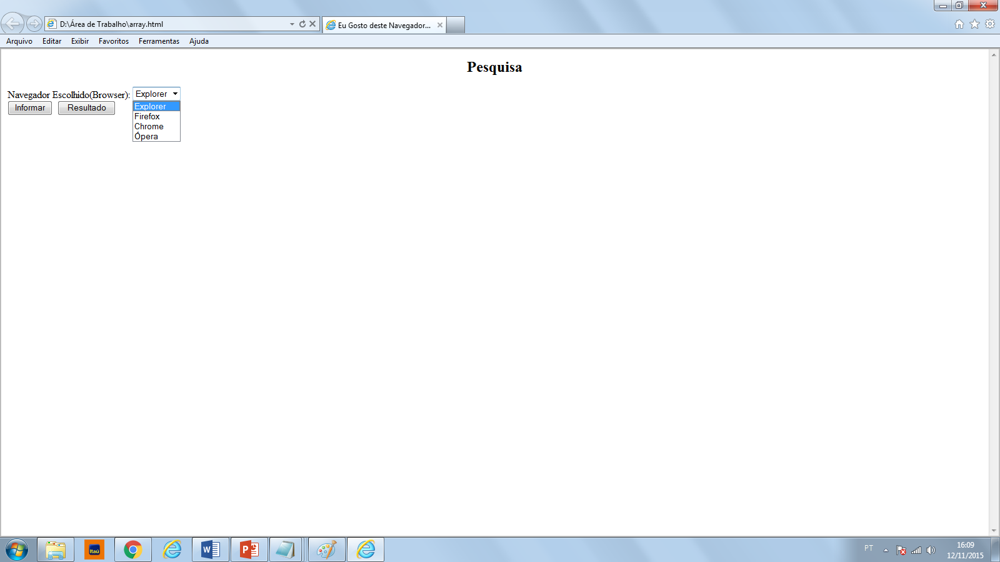 D:\Área de Trabalho\array.html
Eu Gosto deste Navegador...
Arquivo Editar Exibir Favoritos Ferramentas Ajuda
Pesquisa
Navegador Escolhido(Browser): Explorer
Informar Resultado
Explorer
Firefox
Chrome
Ópera
Itaú
PT
16:09
12/11/2015